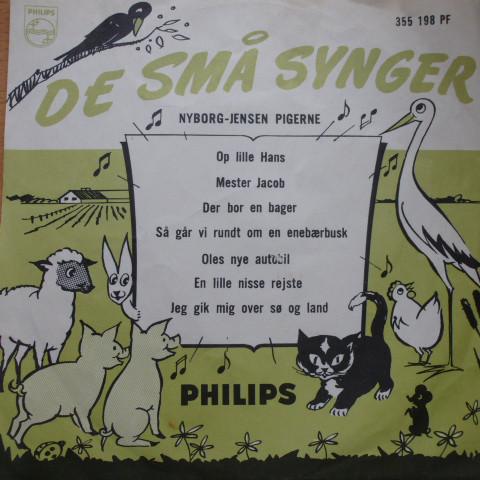 PHILIPS
355 198 PF
DE SMÅ SYNGER
NYBORG-JENSEN PIGERNE
Op lille Hans
Mester Jacob
Der bor en bager
Så går vi rundt om en enebærbusk
Oles nye autobil
En lille nisse rejste
Jeg gik mig over sø og land
PHILIPS